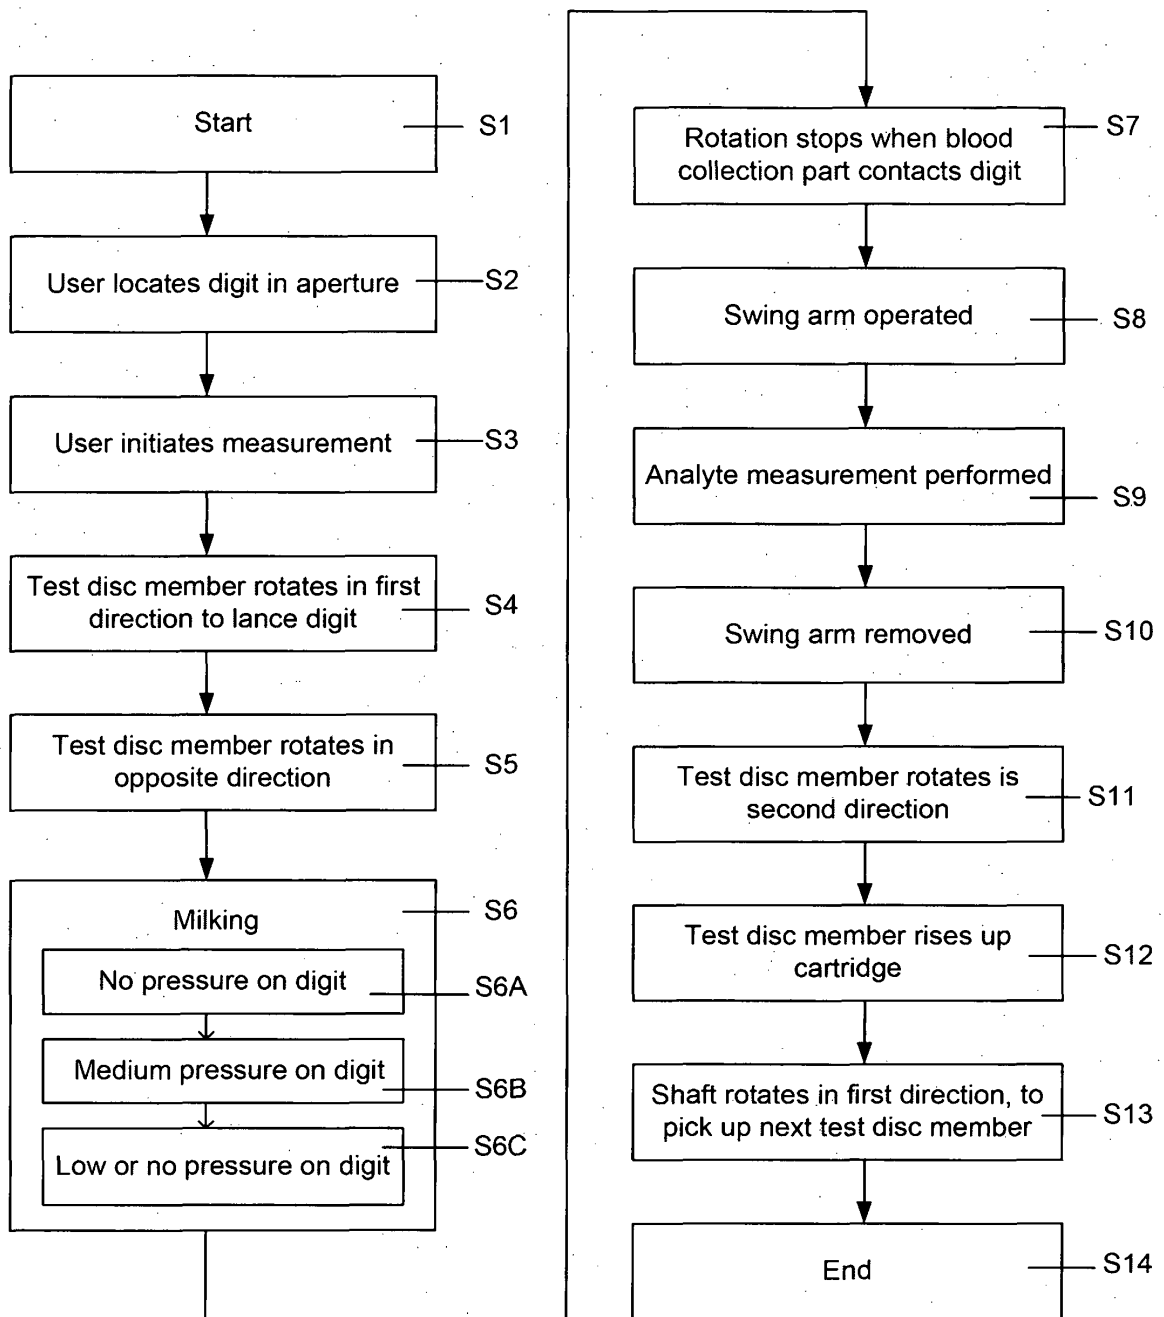 Start
S1
User locates digit in aperture
S2
User initiates measurement
S3
Test disc member rotates in first
direction to lance digit
S4
Test disc member rotates in
opposite direction
S5
Milking
S6
No pressure on digit
S6A
Medium pressure on digit
S6B
Low or no pressure on digit
S6C
Rotation stops when blood
collection part contacts digit
S7
Swing arm operated
S8
Analyte measurement performed
S9
Swing arm removed
S10
Test disc member rotates is
second direction
S11
Test disc member rises up
cartridge
S12
Shaft rotates in first direction, to
pick up next test disc member
S13
End
S14